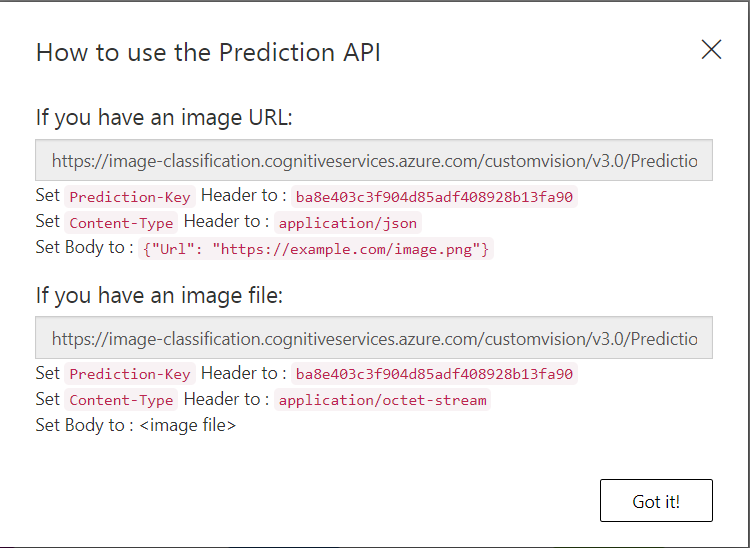 How to use the Prediction API
If you have an image URL:
https://image-classification.cognitiveservices.azure.com/customvision/v3.0/Predictio
Set Prediction-Key Header to : ba8e403c3f904d85adf408928b13fa90
Set Content-Type Header to : application/json
Set Body to : {"Url": "https://example.com/image.png"}
If you have an image file:
https://image-classification.cognitiveservices.azure.com/customvision/v3.0/Predictio
Set Prediction-Key Header to : ba8e403c3f904d85adf408928b13fa90
Set Content-Type Header to : application/octet-stream
Set Body to : <image file>
Got it!